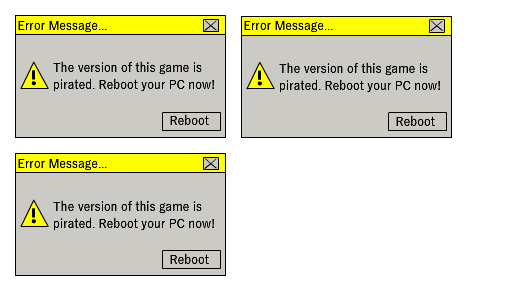 Error Message...
The version of this game is
pirated. Reboot your PC now!
Reboot
Error Message...
The version of this game is
pirated. Reboot your PC now!
Reboot
Error Message...
The version of this game is
pirated. Reboot your PC now!
Reboot